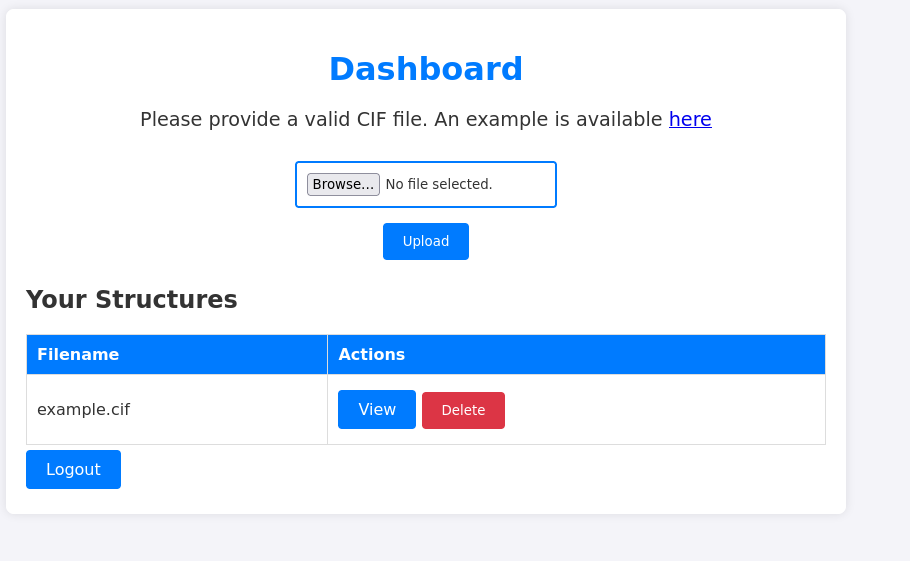 Dashboard
Please provide a valid CIF file. An example is available here
Browse... No file selected.
Upload
Your Structures
Filename Actions
example.cif View Delete
Logout